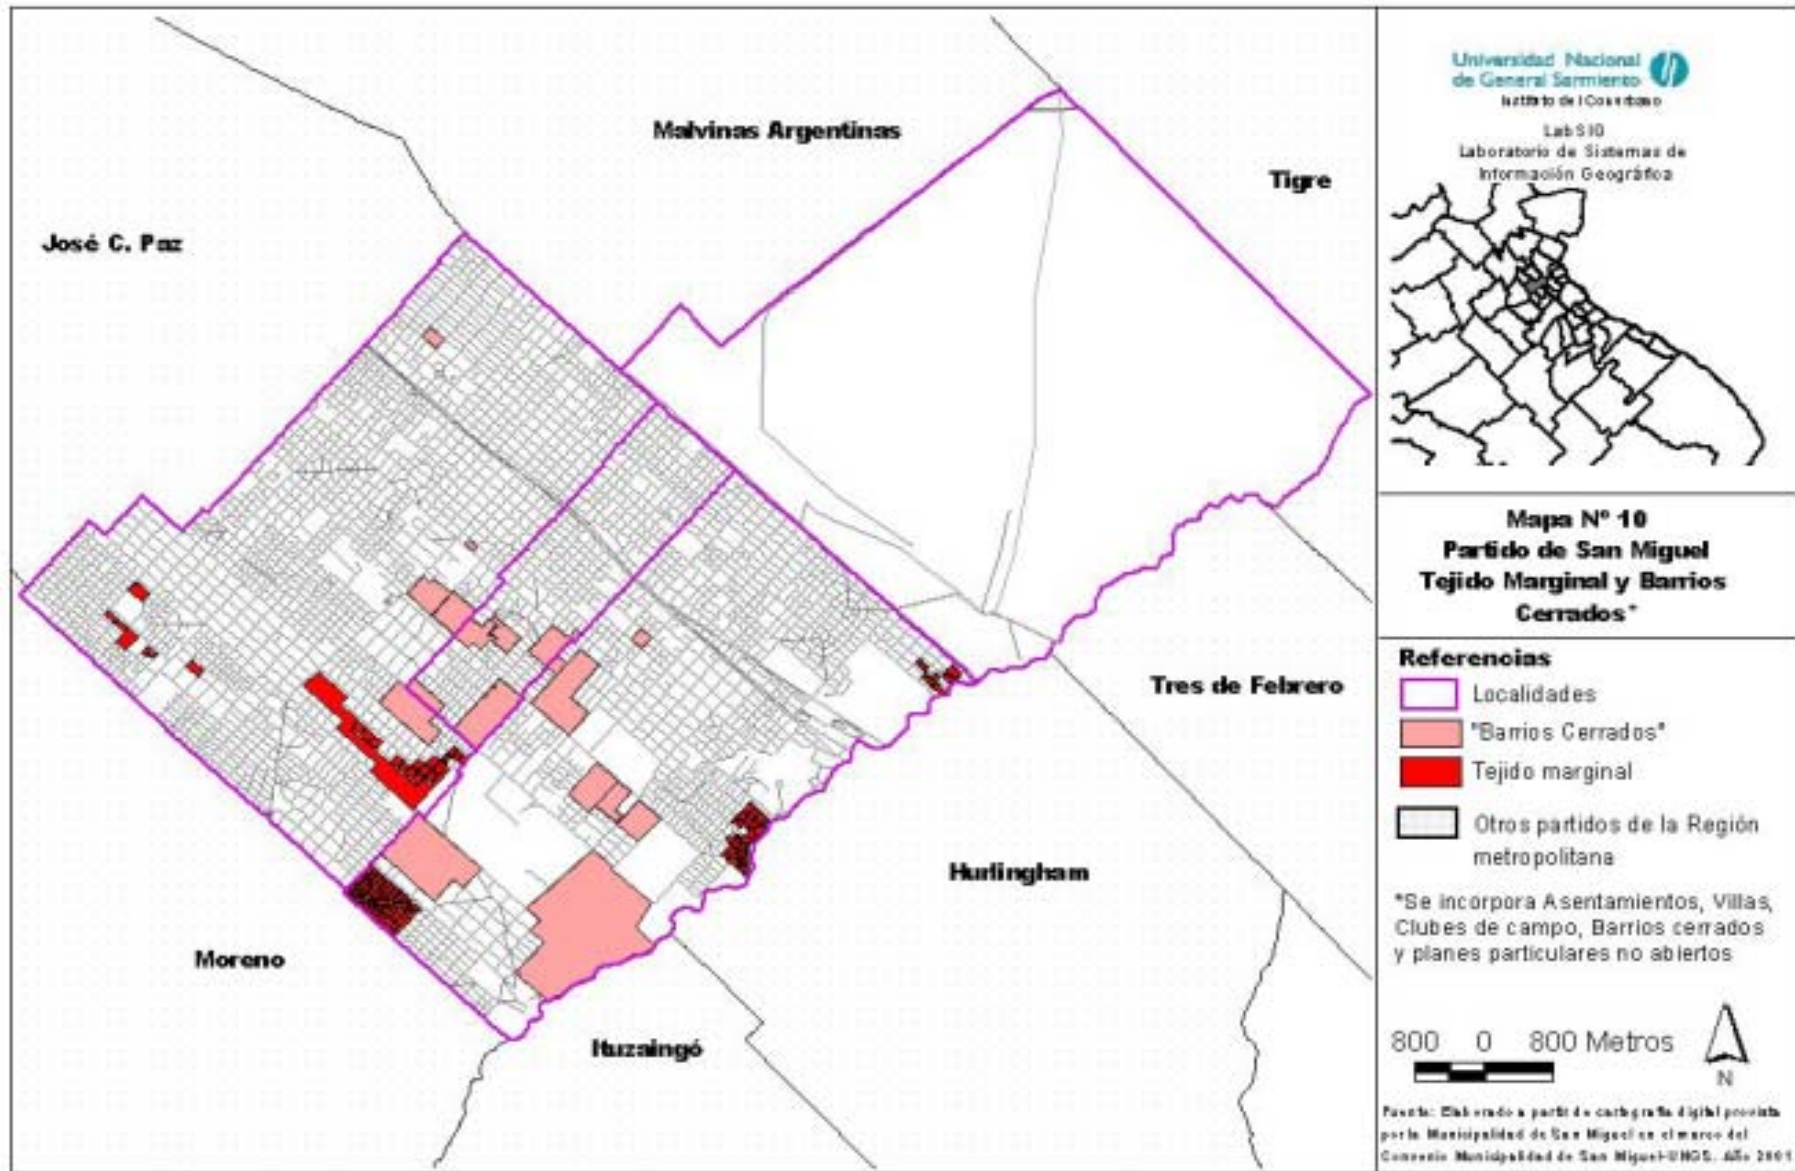 Malvinas Argentinas
Tigre
José C. Paz
Tres de Febrero
Hurlingham
Moreno
Ituzaingó
Universidad Nacional
de General Sarmiento
Instituto del Conurbano
LabSIG
Laboratorio de Sistemas de
Información Geográfica
Mapa Nº 10
Partido de San Miguel
Tejido Marginal y Barrios
Cerrados*
Referencias
Localidades
"Barrios Cerrados"
Tejido marginal
Otros partidos de la Región
metropolitana
*Se incorpora Asentamientos, Villas,
Clubes de campo, Barrios cerrados
y planes particulares no abiertos
800 0 800 Metros
N
Fuente: Elaborado a partir de cartografía digital provista
por la Municipalidad de San Miguel en el marco del
Convenio Municipalidad de San Miguel-UNGS. Año 2001